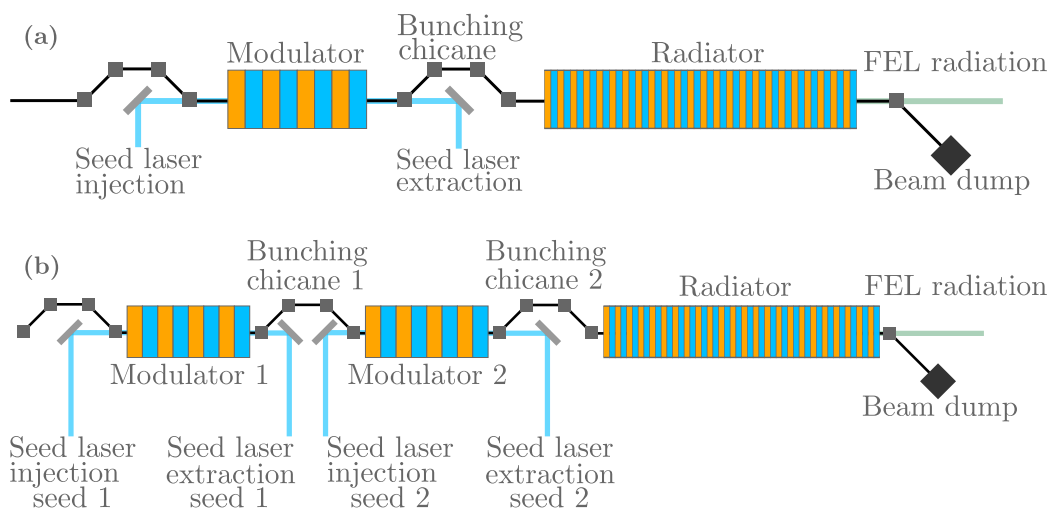 (a)
Modulator
Bunching
chicane
Radiator
FEL radiation
Seed laser
injection
Seed laser
extraction
Beam dump
(b)
Bunching
chicane 1
Bunching
chicane 2
Radiator
FEL radiation
Modulator 1
Modulator 2
Beam dump
Seed laser
injection
seed 1
Seed laser
extraction
seed 1
Seed laser
injection
seed 2
Seed laser
extraction
seed 2